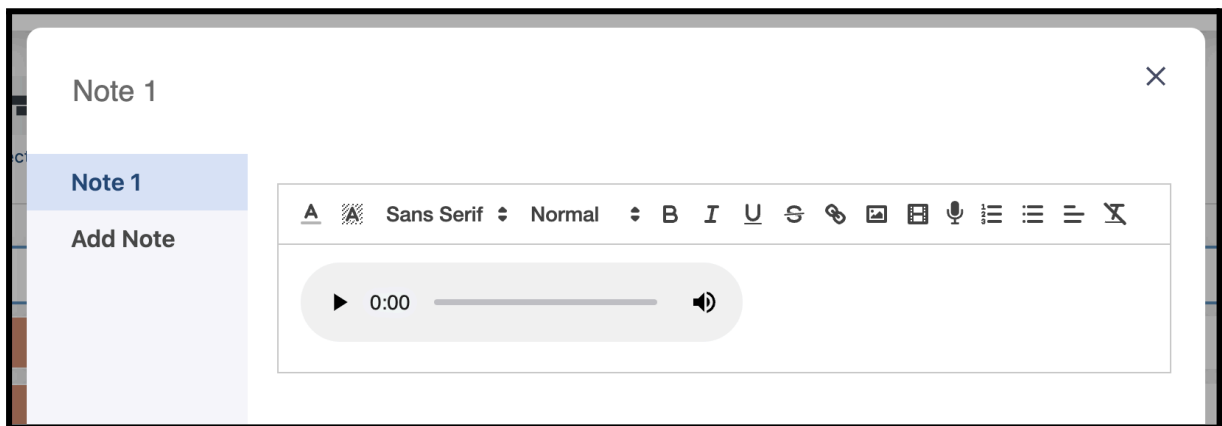 Note 1
Note 1
Add Note
A A Sans Serif Normal B I U S
0:00